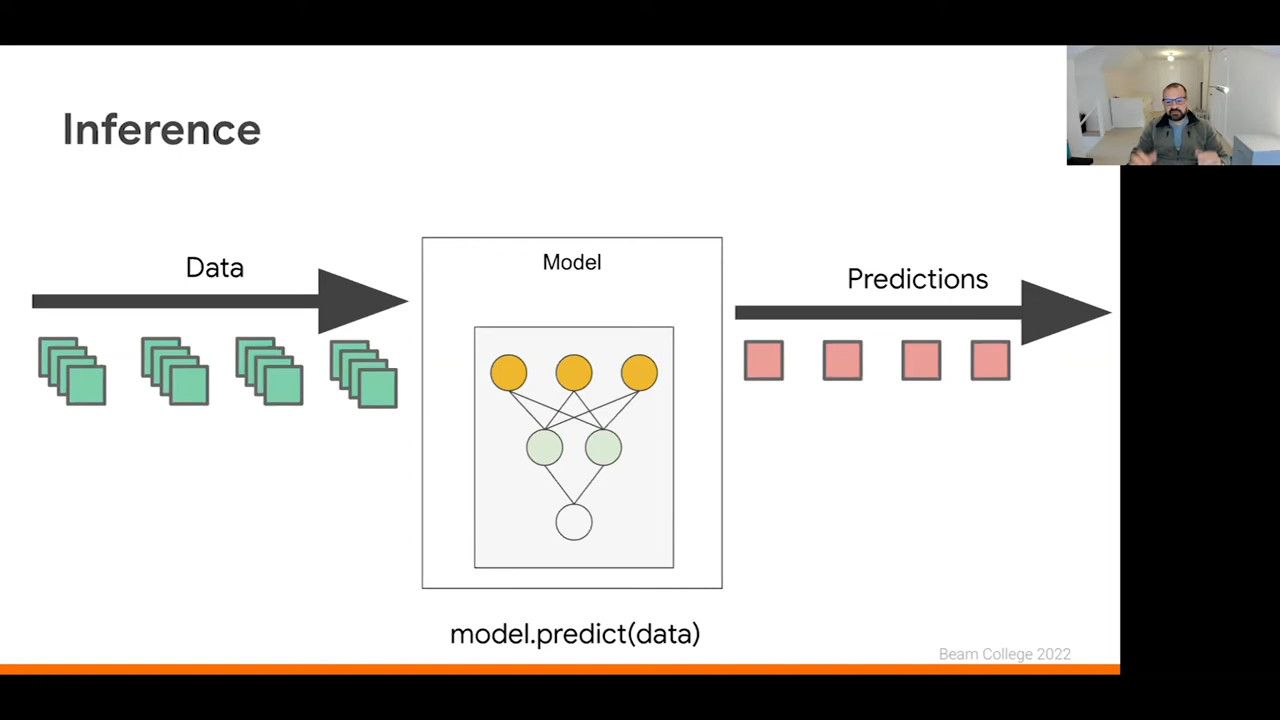 Inference
Data
Model
Predictions
model.predict(data)
Beam College 2022